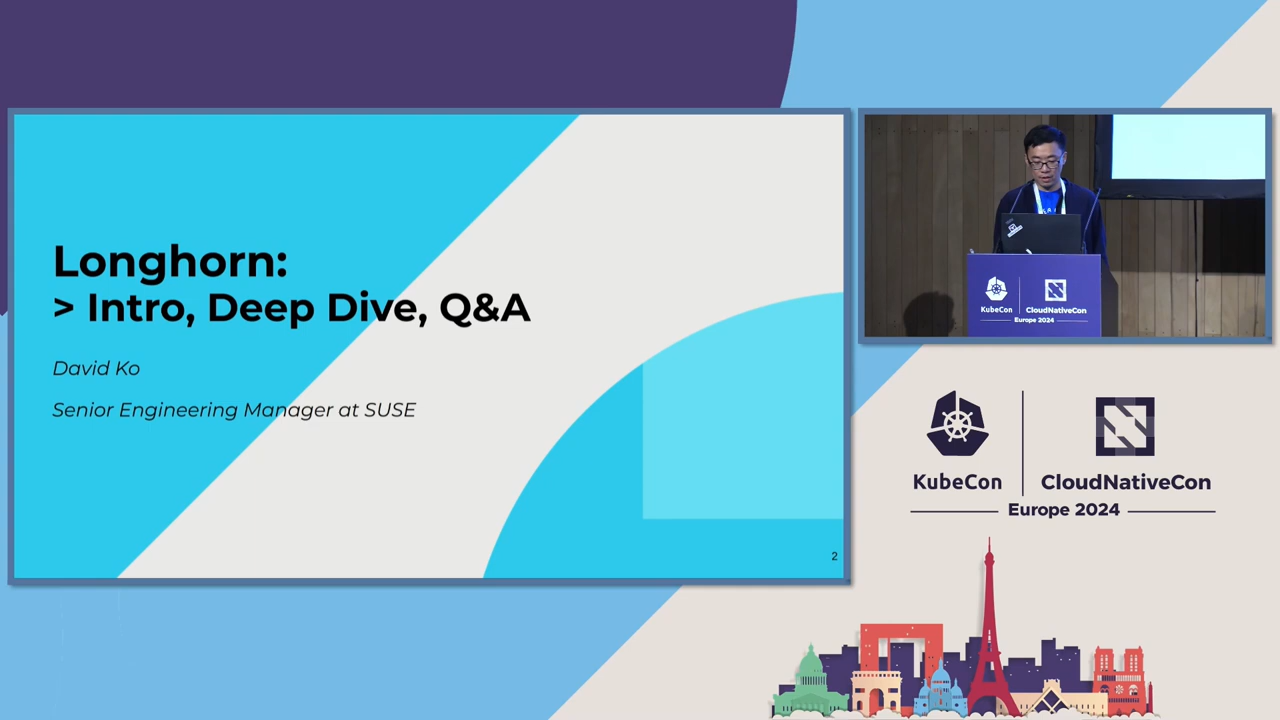 Longhorn:
> Intro, Deep Dive, Q&A
David Ko
Senior Engineering Manager at SUSE
2
KubeCon
CloudNativeCon
Europe 2024
KubeCon
CloudNativeCon
Europe 2024